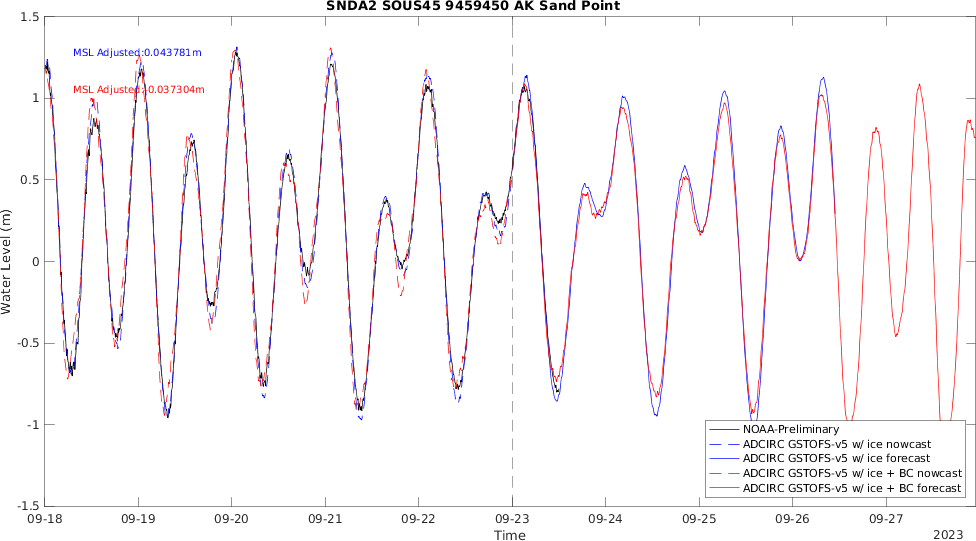 SNDA2 SOUS45 9459450 AK Sand Point
1.5
MSL Adjusted:0.043781m
MSL Adjusted:-0.037304m
1
0.5
0
-0.5
-1
-1.5
Water Level (m)
NOAA-Preliminary
ADCIRC GSTOFS-v5 w/ ice nowcast
ADCIRC GSTOFS-v5 w/ ice forecast
ADCIRC GSTOFS-v5 w/ ice + BC nowcast
ADCIRC GSTOFS-v5 w/ ice + BC forecast
09-18 09-19 09-20 09-21 09-22 09-23 09-24 09-25 09-26 09-27
Time
2023